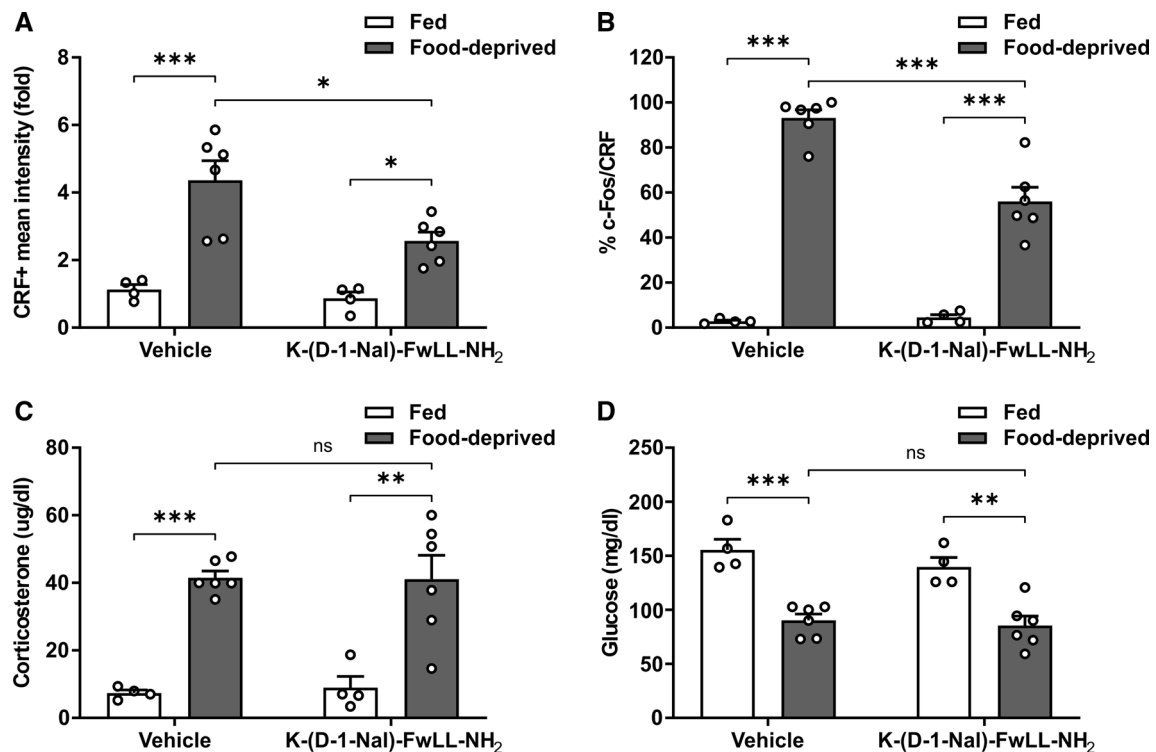 A
Fed
Food-deprived
CRF+ mean intensity (fold)
8
6
4
2
0
***
*
*
Vehicle
K-(D-1-Nal)-FwLL-NH₂
B
Fed
Food-deprived
% c-Fos/CRF
120
100
80
60
40
20
0
***
***
***
Vehicle
K-(D-1-Nal)-FwLL-NH₂
C
Fed
Food-deprived
Corticosterone (ug/dl)
80
60
40
20
0
ns
***
**
Vehicle
K-(D-1-Nal)-FwLL-NH₂
D
Fed
Food-deprived
Glucose (mg/dl)
250
200
150
100
50
0
ns
***
**
Vehicle
K-(D-1-Nal)-FwLL-NH₂